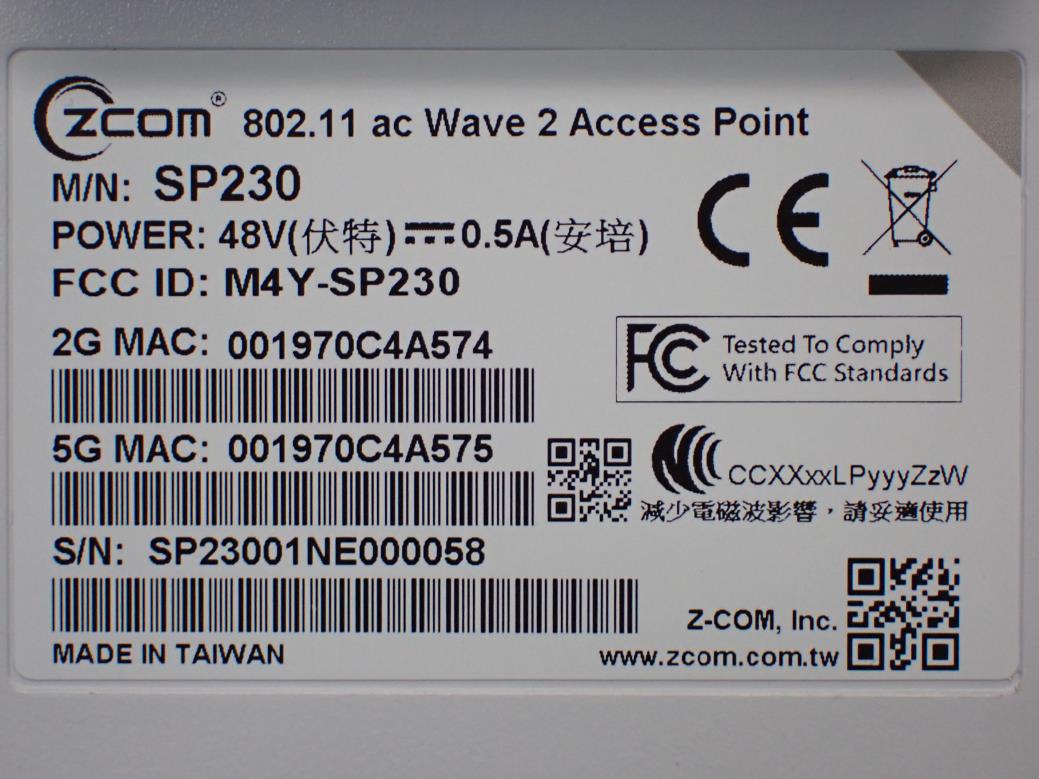 ZCOM® 802.11 ac Wave 2 Access Point
M/N: SP230
POWER: 48V(伏特) ⎓ 0.5A(安培)
FCC ID: M4Y-SP230
CE
2G MAC: 001970C4A574
FC Tested To Comply
With FCC Standards
5G MAC: 001970C4A575
CCXXxxLPyyyZzW
減少電磁波影響，請妥適使用
S/N: SP23001NE000058
Z-COM, Inc.
MADE IN TAIWAN
www.zcom.com.tw